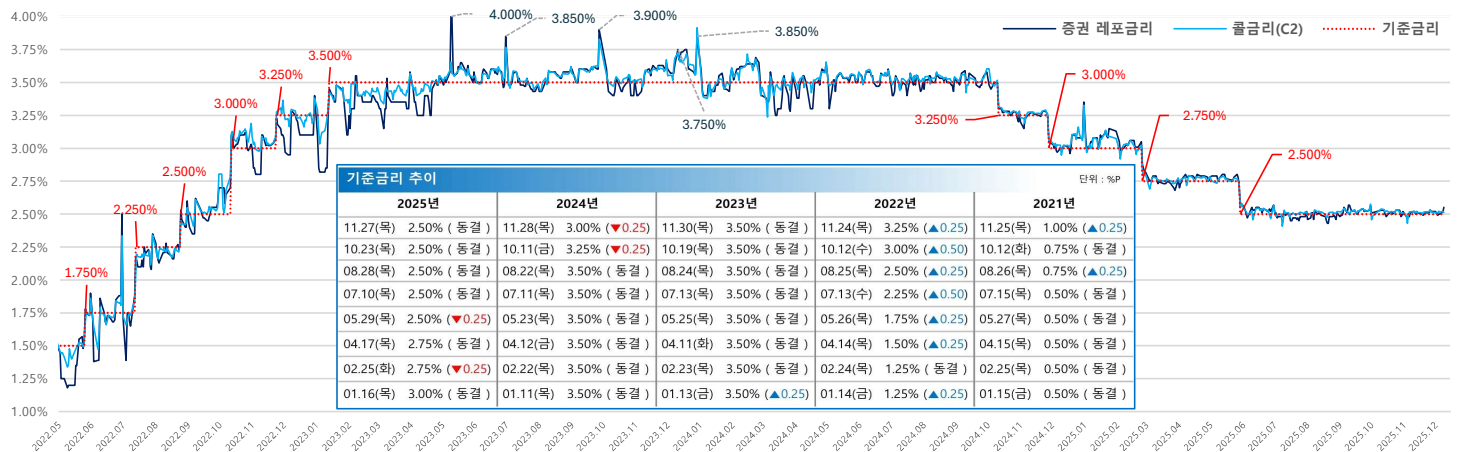 4.00%
3.75%
3.50%
3.25%
3.00%
2.75%
2.50%
2.25%
2.00%
1.75%
1.50%
1.25%
1.00%
증권 레포금리 콜금리(C2) 기준금리
4.000%
3.850%
3.900%
3.850%
3.750%
1.750%
2.250%
2.500%
3.000%
3.250%
3.500%
3.250%
3.000%
2.750%
2.500%
기준금리 추이 단위 : %P
2025년 2024년 2023년 2022년 2021년
11.27(목) 2.50% ( 동결 ) 11.28(목) 3.00% (▼0.25) 11.30(목) 3.50% ( 동결 ) 11.24(목) 3.25% (▲0.25) 11.25(목) 1.00% (▲0.25)
10.23(목) 2.50% ( 동결 ) 10.11(금) 3.25% (▼0.25) 10.19(목) 3.50% ( 동결 ) 10.12(수) 3.00% (▲0.50) 10.12(화) 0.75% ( 동결 )
08.28(목) 2.50% ( 동결 ) 08.22(목) 3.50% ( 동결 ) 08.24(목) 3.50% ( 동결 ) 08.25(목) 2.50% (▲0.25) 08.26(목) 0.75% (▲0.25)
07.10(목) 2.50% ( 동결 ) 07.11(목) 3.50% ( 동결 ) 07.13(목) 3.50% ( 동결 ) 07.13(수) 2.25% (▲0.50) 07.15(목) 0.50% ( 동결 )
05.29(목) 2.50% (▼0.25) 05.23(목) 3.50% ( 동결 ) 05.25(목) 3.50% ( 동결 ) 05.26(목) 1.75% (▲0.25) 05.27(목) 0.50% ( 동결 )
04.17(목) 2.75% ( 동결 ) 04.12(금) 3.50% ( 동결 ) 04.11(화) 3.50% ( 동결 ) 04.14(목) 1.50% (▲0.25) 04.15(목) 0.50% ( 동결 )
02.25(화) 2.75% (▼0.25) 02.22(목) 3.50% ( 동결 ) 02.23(목) 3.50% ( 동결 ) 02.24(목) 1.25% ( 동결 ) 02.25(목) 0.50% ( 동결 )
01.16(목) 3.00% ( 동결 ) 01.11(목) 3.50% ( 동결 ) 01.13(금) 3.50% (▲0.25) 01.14(금) 1.25% (▲0.25) 01.15(금) 0.50% ( 동결 )
2022.05 2022.06 2022.07 2022.08 2022.09 2022.10 2022.11 2022.12 2023.01 2023.02 2023.03 2023.04 2023.05 2023.06 2023.07 2023.08 2023.09 2023.10 2023.11 2023.12 2024.01 2024.02 2024.03 2024.04 2024.05 2024.06 2024.07 2024.08 2024.09 2024.10 2024.11 2024.12 2025.01 2025.02 2025.03 2025.04 2025.05 2025.06 2025.07 2025.08 2025.09 2025.10 2025.11 2025.12